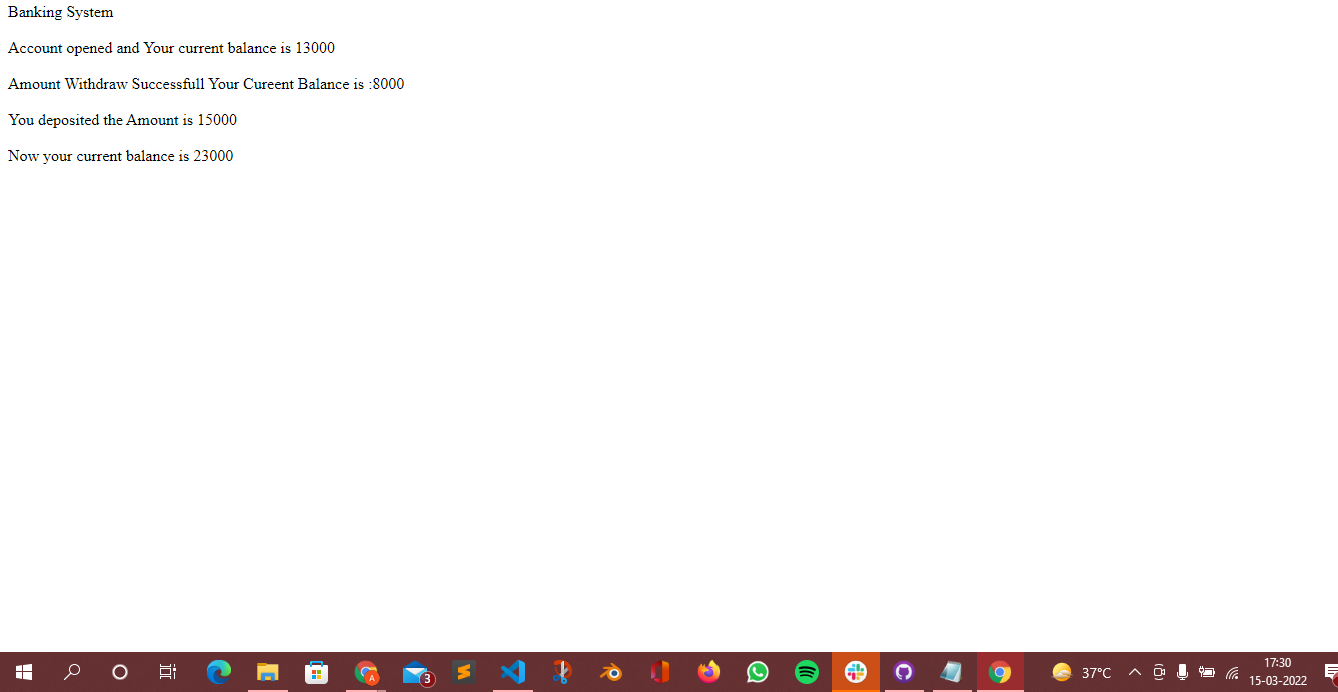 Banking System
Account opened and Your current balance is 13000
Amount Withdraw Successfull Your Cureent Balance is :8000
You deposited the Amount is 15000
Now your current balance is 23000
A
3
37°C
17:30
15-03-2022